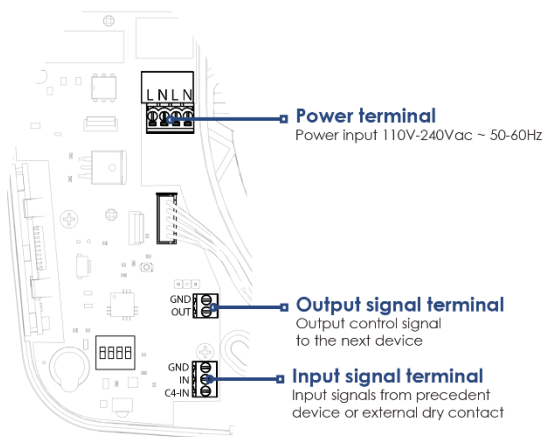 L N L N
Power terminal
Power input 110V-240Vac ~ 50-60Hz
GND
OUT
Output signal terminal
Output control signal
to the next device
GND
IN
C4-IN
Input signal terminal
Input signals from precedent
device or external dry contact